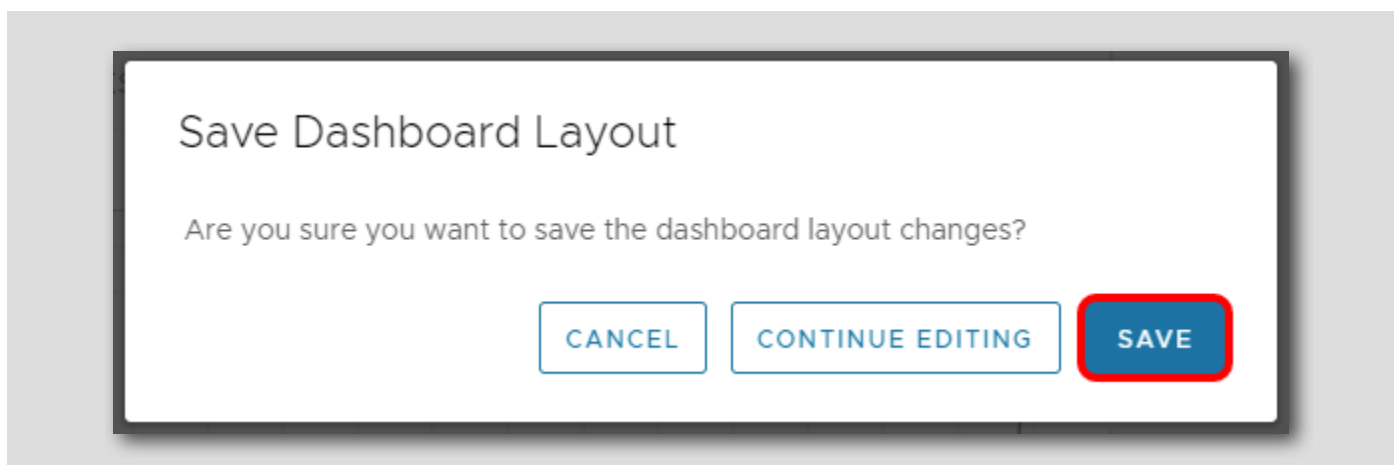 Save Dashboard Layout
Are you sure you want to save the dashboard layout changes?
CANCEL CONTINUE EDITING SAVE